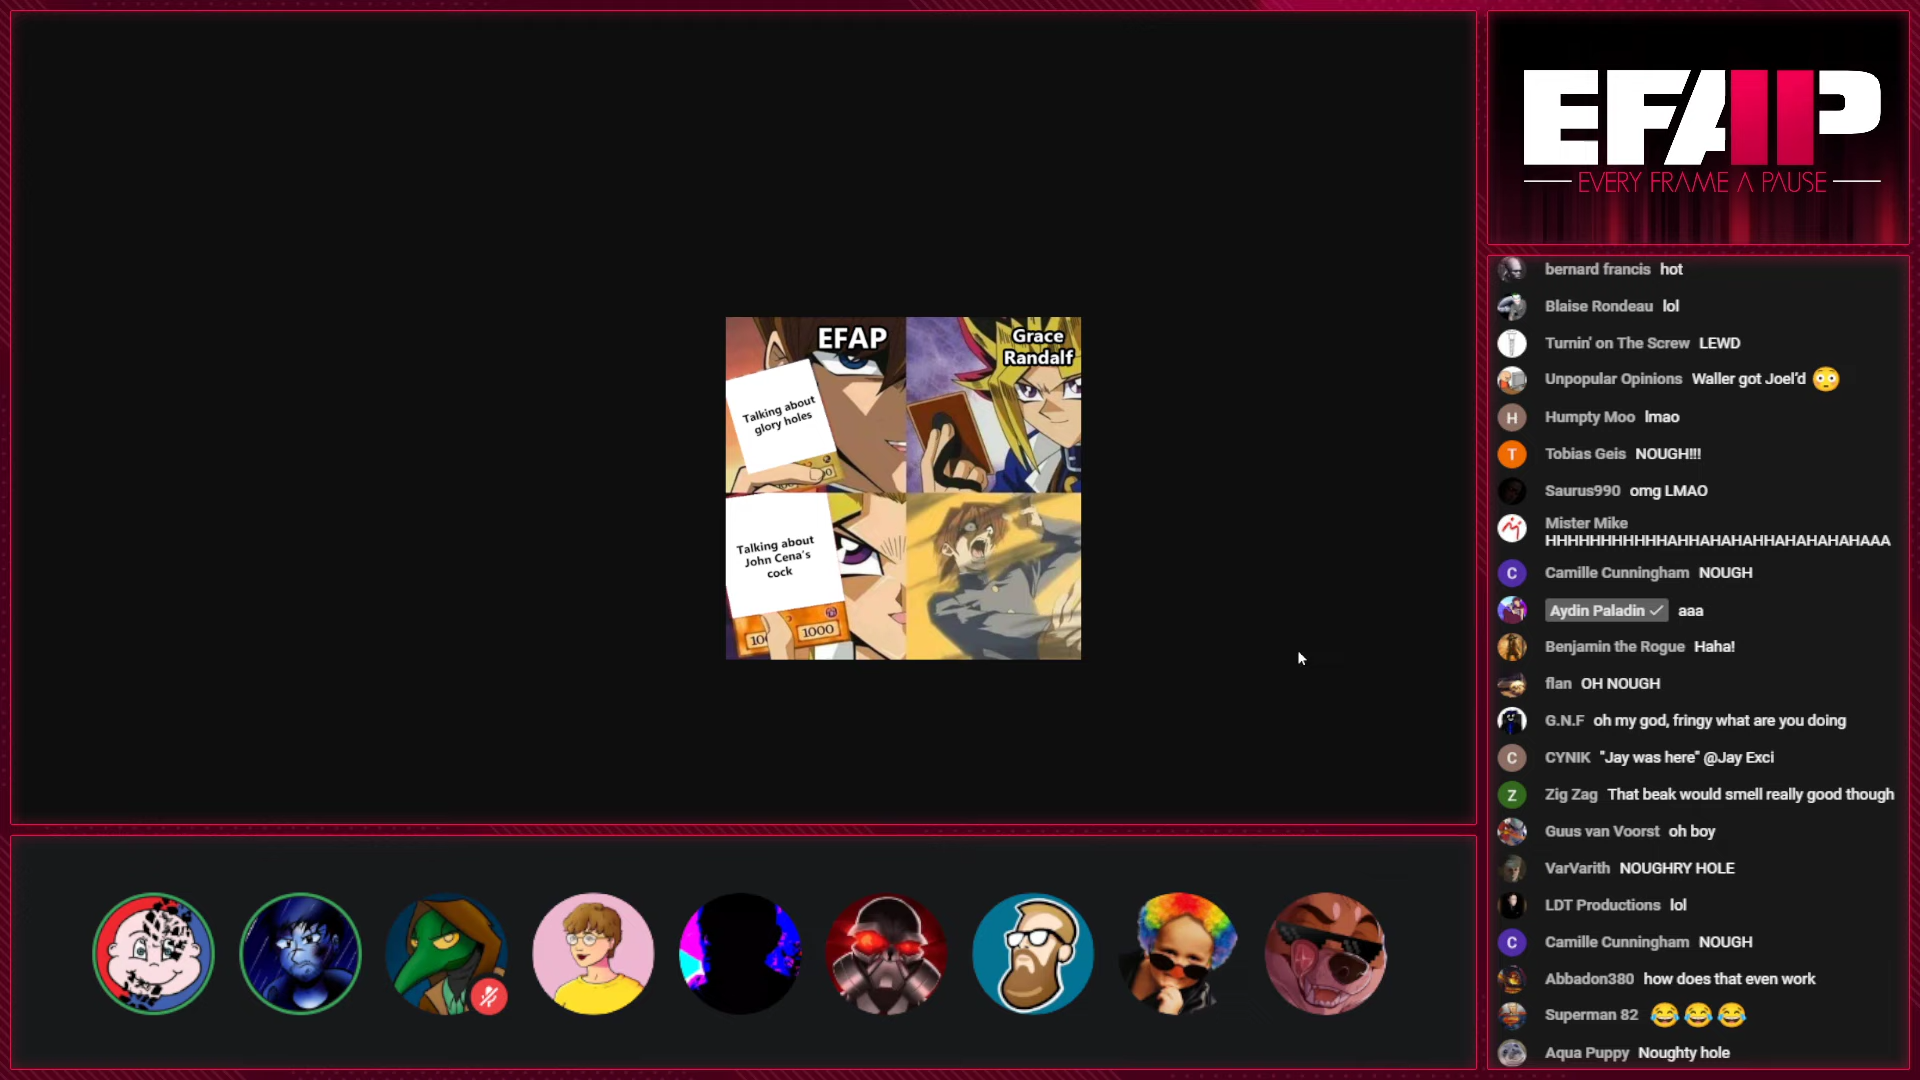 EFAP
Grace
Randalf
Talking about
glory holes
Talking about
John Cena's
cock
1000
EFAP
EVERY FRAME A PAUSE
bernard francis hot
Blaise Rondeau lol
Turnin' on The Screw LEWD
Unpopular Opinions Waller got Joel'd 😳
H
Humpty Moo lmao
T
Tobias Geis NOUGH!!!
Saurus990 omg LMAO
Mister Mike
HHHHHHHHHHHAHHAHAHAHHAHAHAHAHAAA
C
Camille Cunningham NOUGH
Aydin Paladin ✓ aaa
Benjamin the Rogue Haha!
flan OH NOUGH
G.N.F oh my god, fringy what are you doing
C
CYNIK "Jay was here" @Jay Exci
Z
Zig Zag That beak would smell really good though
Guus van Voorst oh boy
VarVarith NOUGHRY HOLE
LDT Productions lol
C
Camille Cunningham NOUGH
Abbadon380 how does that even work
Superman 82 😂😂😂
Aqua Puppy Noughty hole